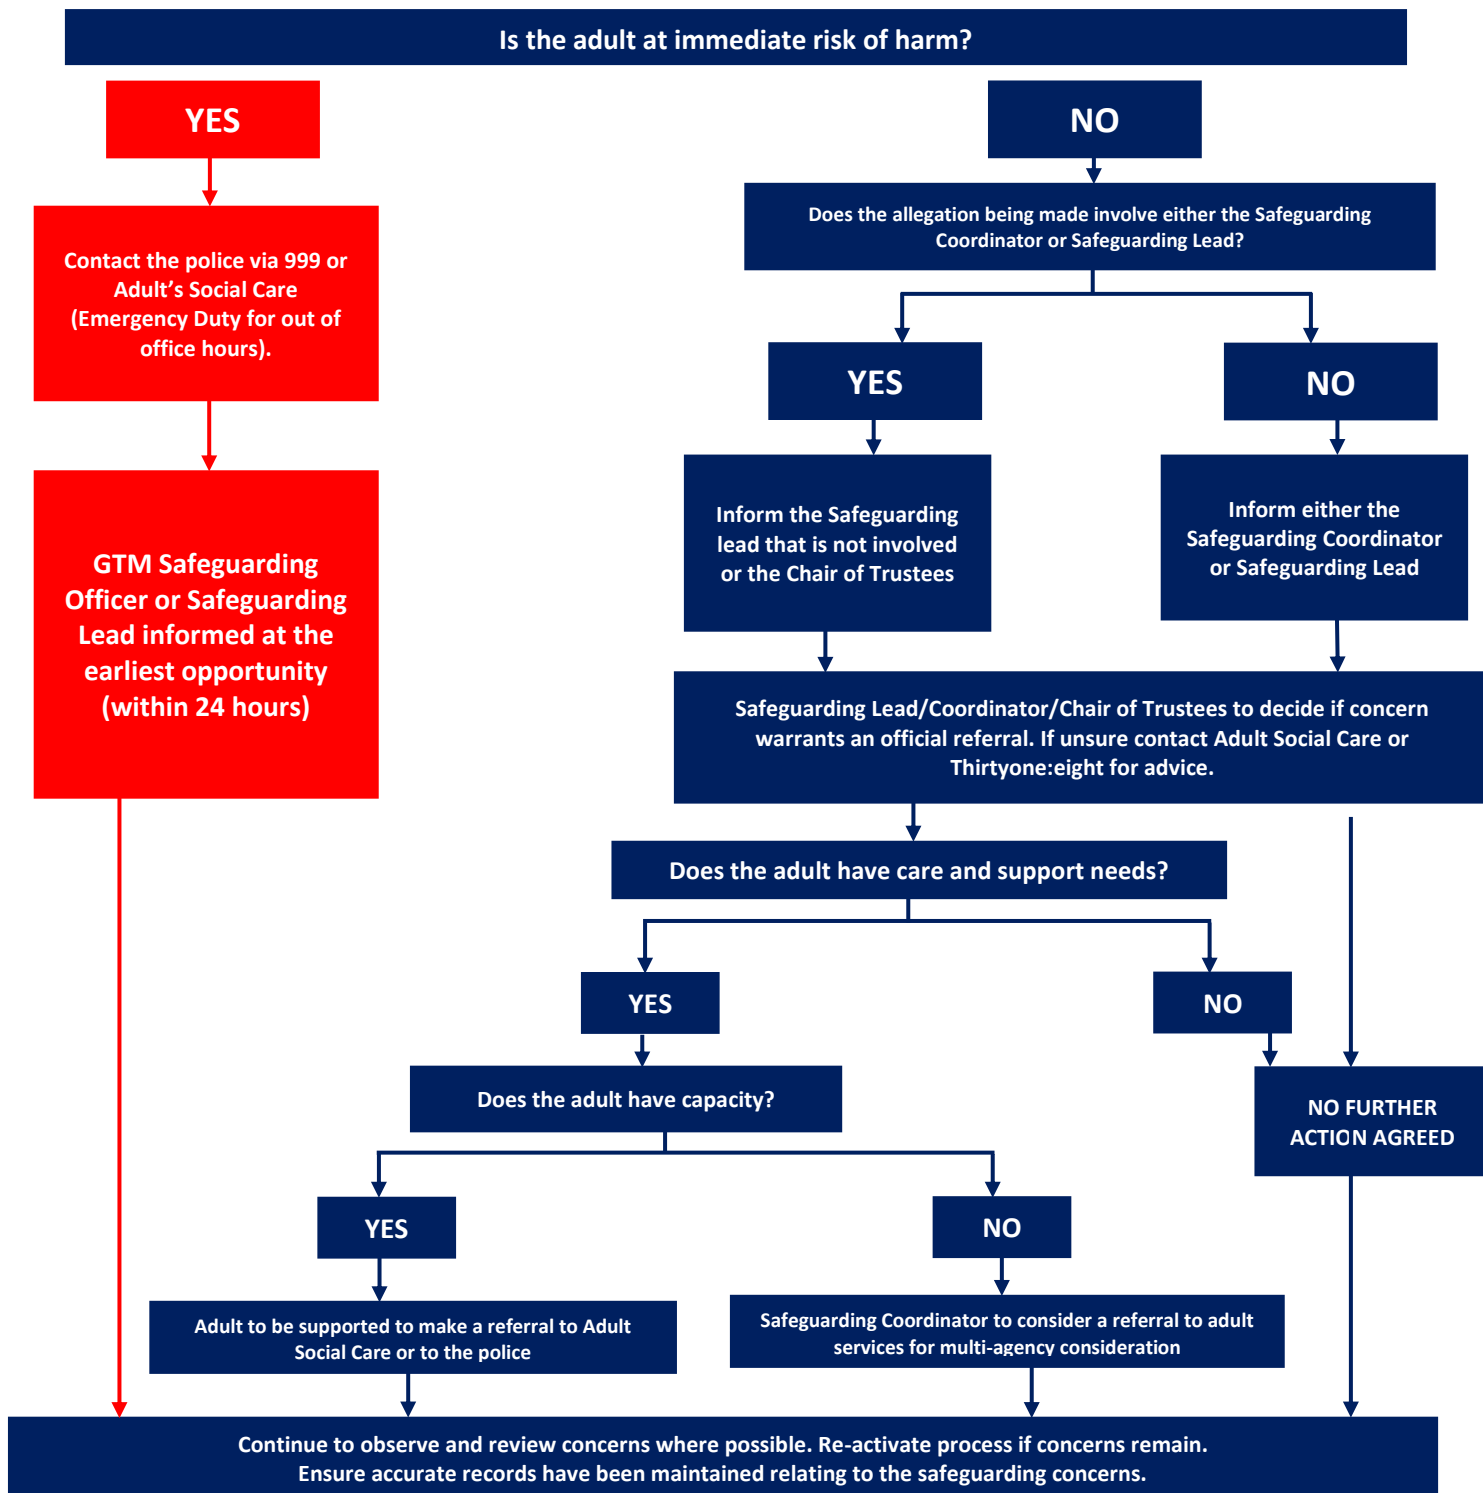 Is the adult at immediate risk of harm?
YES
NO
Contact the police via 999 or
Adult’s Social Care
(Emergency Duty for out of
office hours).
Does the allegation being made involve either the Safeguarding
Coordinator or Safeguarding Lead?
YES
NO
GTM Safeguarding
Officer or Safeguarding
Lead informed at the
earliest opportunity
(within 24 hours)
Inform the Safeguarding
lead that is not involved
or the Chair of Trustees
Inform either the
Safeguarding Coordinator
or Safeguarding Lead
Safeguarding Lead/Coordinator/Chair of Trustees to decide if concern
warrants an official referral. If unsure contact Adult Social Care or
Thirtyone:eight for advice.
Does the adult have care and support needs?
YES
NO
Does the adult have capacity?
NO FURTHER
ACTION AGREED
YES
NO
Adult to be supported to make a referral to Adult
Social Care or to the police
Safeguarding Coordinator to consider a referral to adult
services for multi-agency consideration
Continue to observe and review concerns where possible. Re-activate process if concerns remain.
Ensure accurate records have been maintained relating to the safeguarding concerns.